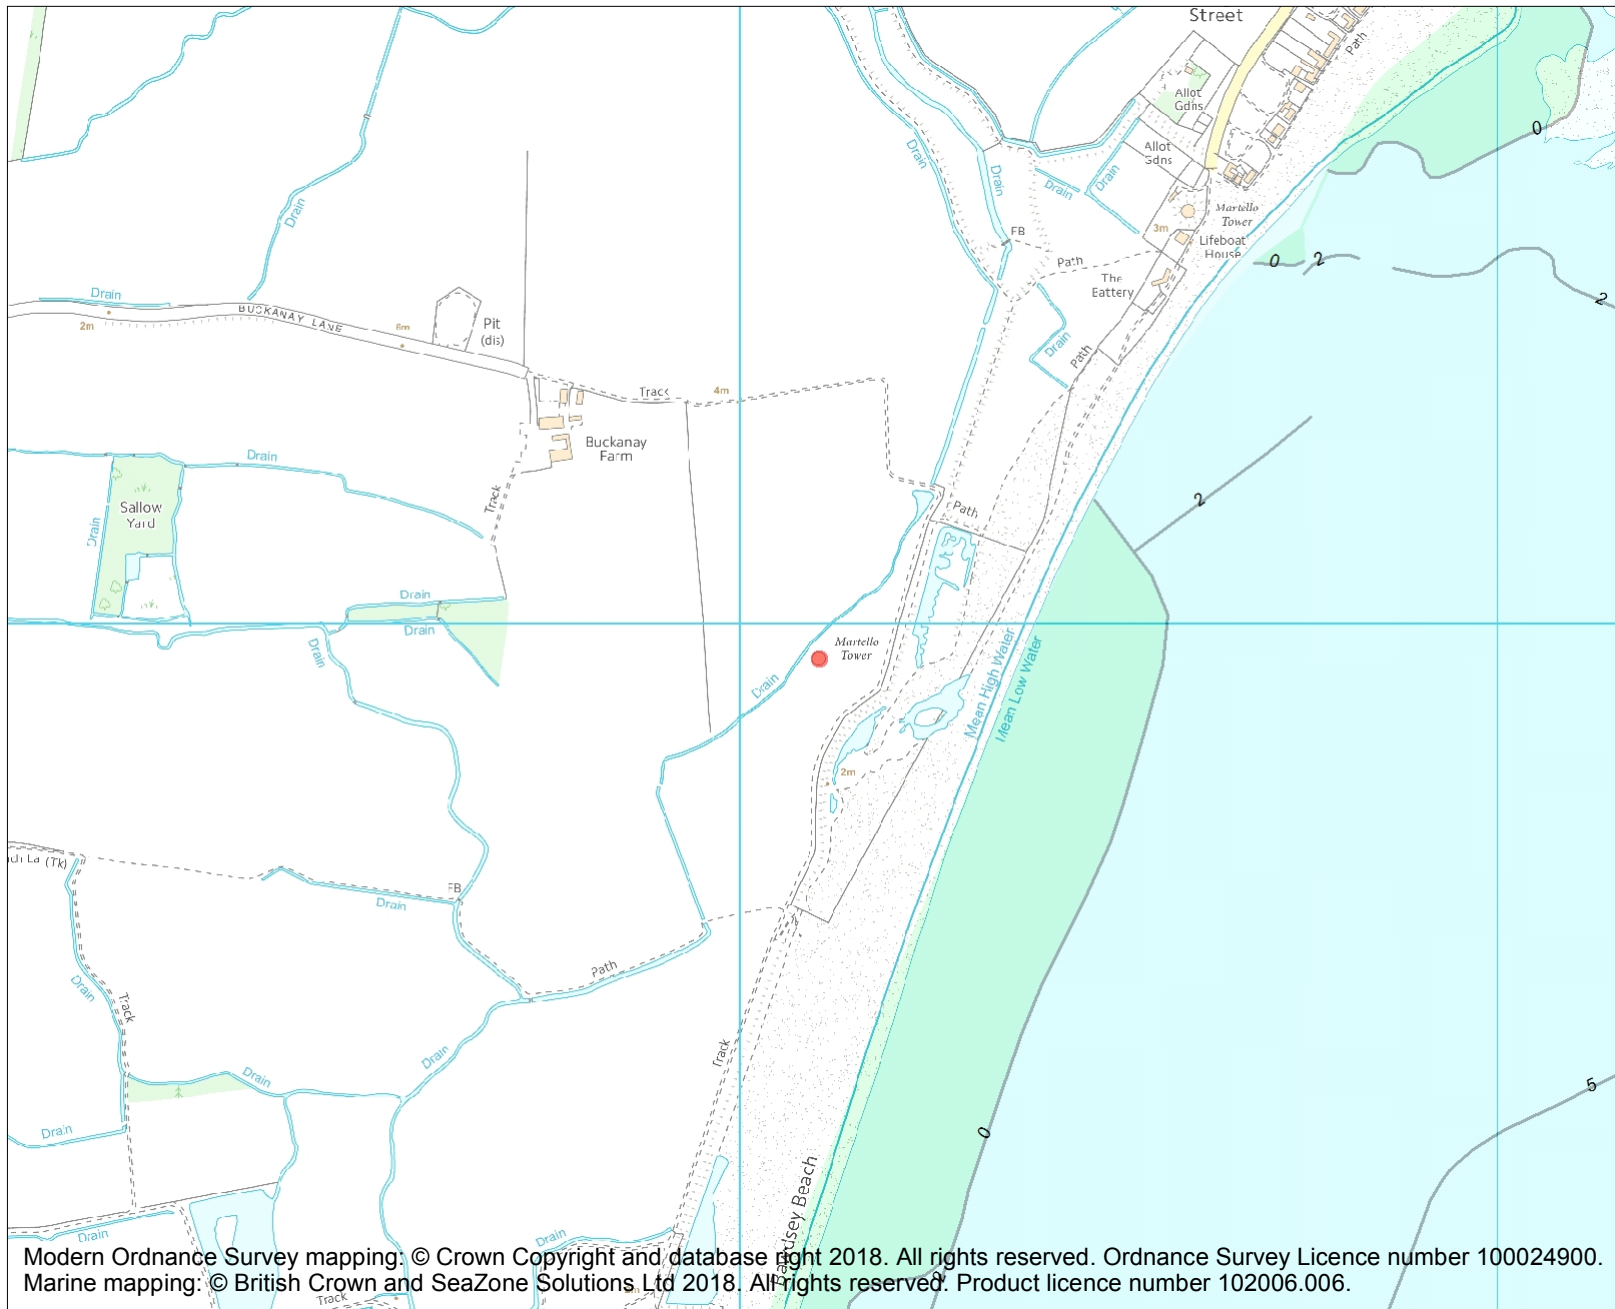 Street
Path
Allot
Gdns
Allot
Gdns
0
Drain
Drain
Drain
Drain
Drain
Martello
Tower
3m
FB
Lifeboat
House
Path
0
2
The
Eattery
2
Drain
BUCKANAY LANE
2m
6m
Pit
(dis)
Drain
Path
Track
4m
Buckanay
Farm
Drain
Track
2
Sallow
Yard
Path
Drain
Drain
Drain
Drain
Martello
Tower
Mean High Water
Mean Low Water
Drain
2m
La (Tk)
FB
Drain
Path
Drain
Track
Track
Drain
Drain
5
Drain
0
Bawdsey Beach
Drain
Drain
Modern Ordnance Survey mapping: © Crown Copyright and database right 2018. All rights reserved. Ordnance Survey Licence number 100024900.
Marine mapping: © British Crown and SeaZone Solutions Ltd 2018. All rights reserved. Product licence number 102006.006.
2
Track